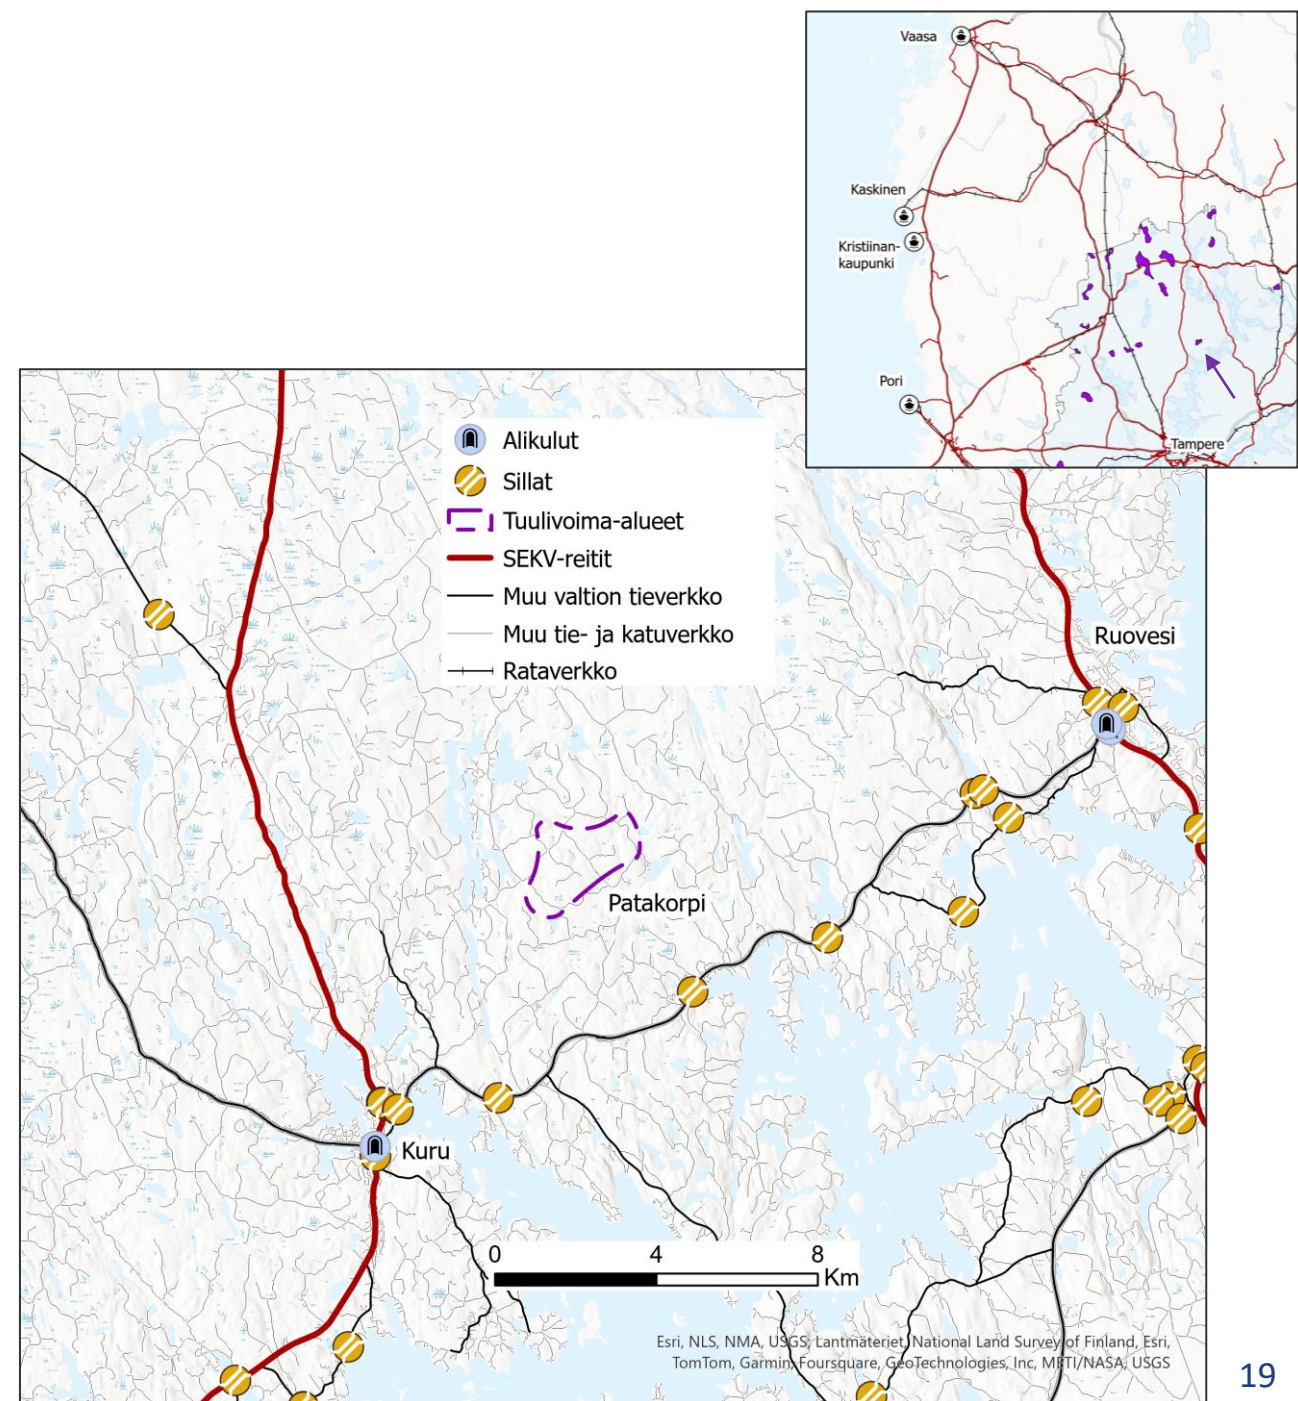 Vaasa
Kaskinen
Kristiinan-
kaupunki
Pori
Tampere
Alikulut
Sillat
Tuulivoima-alueet
SEKV-reitit
Muu valtion tieverkko
Muu tie- ja katuverkko
Rataverkko
Ruovesi
Patakorpi
Kuru
0 4 8
Km
Esri, NLS, NMA, USGS, Lantmäteriet, National Land Survey of Finland, Esri,
TomTom, Garmin, Foursquare, GeoTechnologies, Inc, METI/NASA, USGS
19